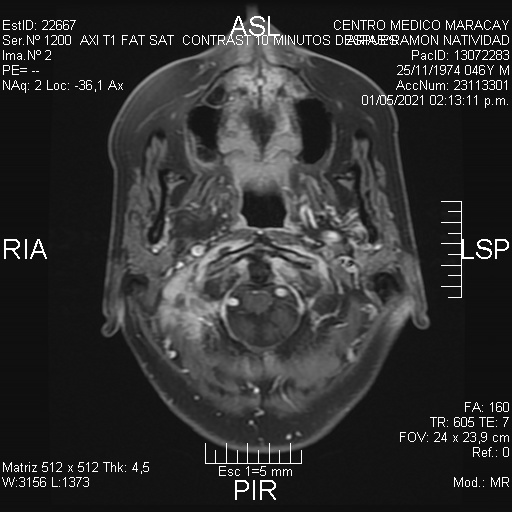 EstID: 22667
Ser.Nº 1200 AXI T1 FAT SAT CONTRAST 10 MINUTOS
Ima.Nº 2
PE= --
NAq: 2 Loc: -36,1 Ax
ASL
CENTRO MEDICO MARACAY
RAMON NATIVIDAD
PacID: 13072283
25/11/1974 046Y M
AccNum: 23113301
01/05/2021 02:13:11 p.m.
RIA
LSP
FA: 160
TR: 605 TE: 7
FOV: 24 x 23,9 cm
Ref.: 0
Matriz 512 x 512 Thk: 4,5
W:3156 L:1373
Esc 1=5 mm
PIR
Mod.: MR